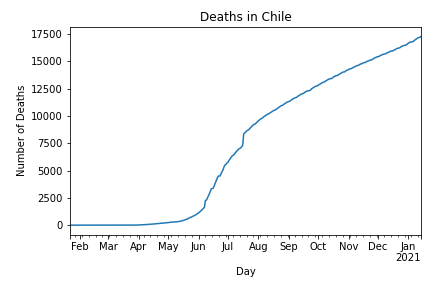 Deaths in Chile
17500
15000
12500
10000
7500
5000
2500
0
Number of Deaths
Feb Mar Apr May Jun Jul Aug Sep Oct Nov Dec Jan
2021
Day